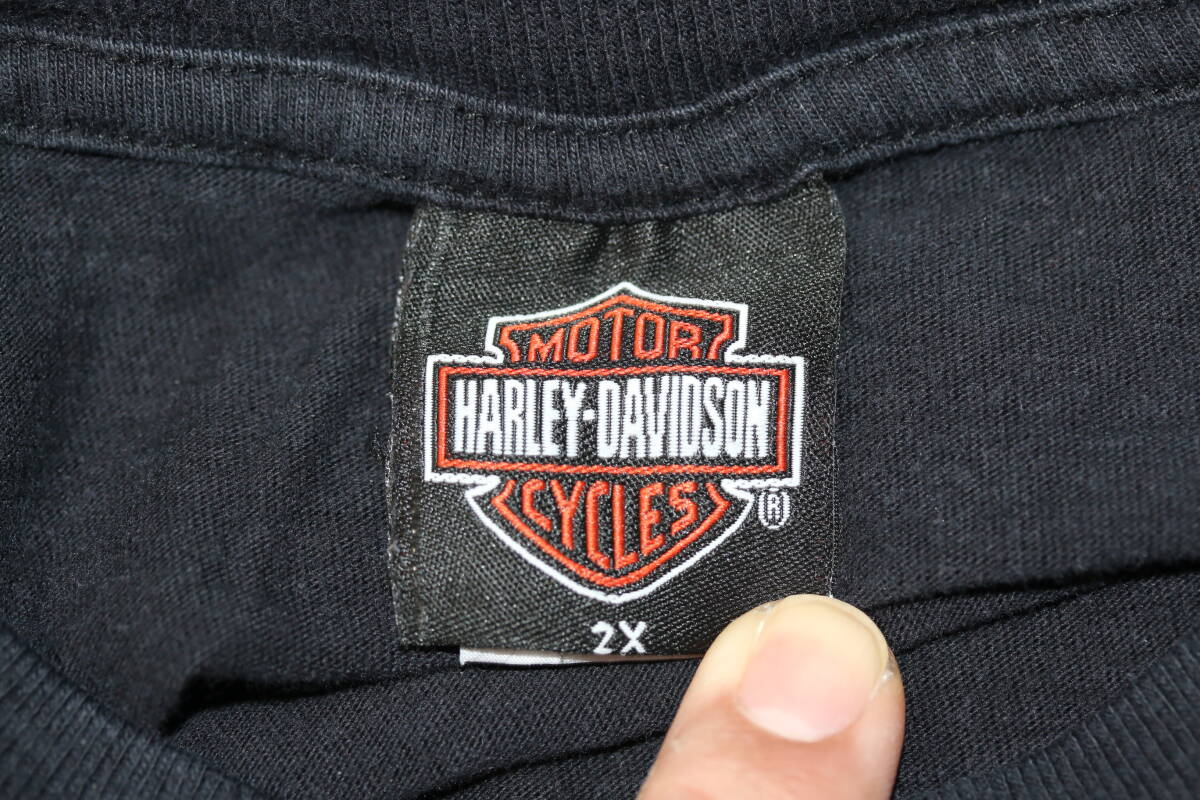 MOTOR
HARLEY-DAVIDSON
CYCLES
®
2X